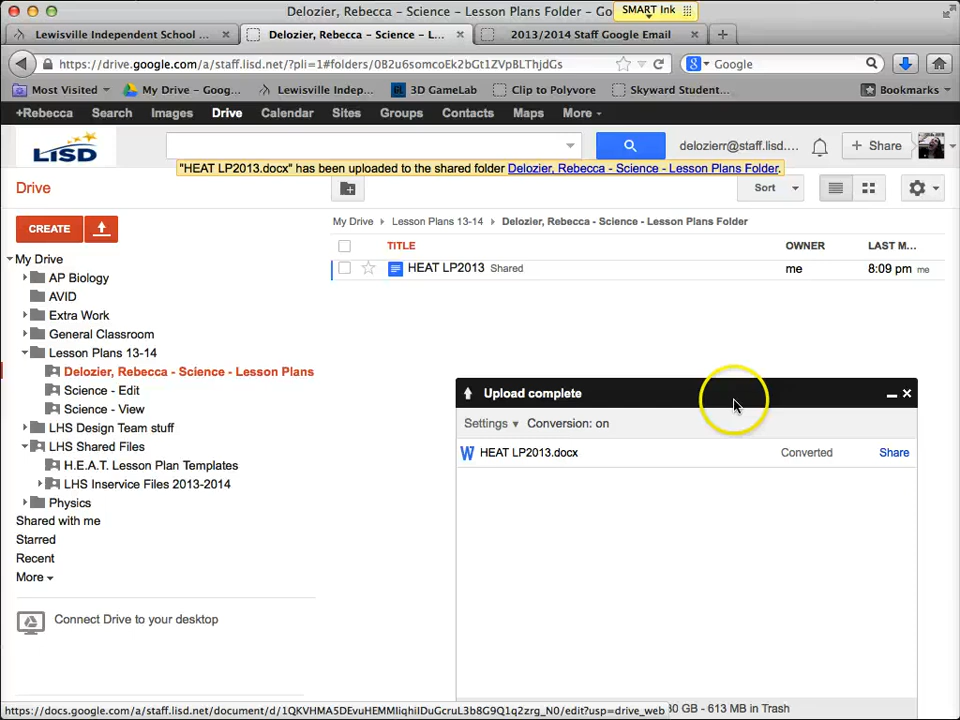 Delozier, Rebecca – Science – Lesson Plans Folder – Go
SMART Ink
Lewisville Independent School ...
Delozier, Rebecca – Science – L...
2013/2014 Staff Google Email
https://drive.google.com/a/staff.lisd.net/?pli=1#folders/0B2u6somcoEk2bGt1ZVpBLThjdGs
Google
Most Visited
My Drive – Goog...
Lewisville Indepe...
3D GameLab
Clip to Polyvore
Skyward Student...
Bookmarks
+Rebecca Search Images Drive Calendar Sites Groups Contacts Maps More
LISD
delozierr@staff.lisd....
+ Share
"HEAT LP2013.docx" has been uploaded to the shared folder Delozier, Rebecca - Science - Lesson Plans Folder.
Drive
Sort
CREATE
My Drive › Lesson Plans 13-14 › Delozier, Rebecca - Science - Lesson Plans Folder
TITLE OWNER LAST M...
HEAT LP2013 Shared me 8:09 pm me
My Drive
AP Biology
AVID
Extra Work
General Classroom
Lesson Plans 13-14
Delozier, Rebecca - Science - Lesson Plans
Science - Edit
Science - View
LHS Design Team stuff
LHS Shared Files
H.E.A.T. Lesson Plan Templates
LHS Inservice Files 2013-2014
Physics
Shared with me
Starred
Recent
More
Connect Drive to your desktop
Upload complete
Settings Conversion: on
HEAT LP2013.docx Converted Share
https://docs.google.com/a/staff.lisd.net/document/d/1QKVHMA5DEvuHEMMIiqhiIDuGcruL3b8G9Q1q2zrg_N0/edit?usp=drive_web
GB - 613 MB in Trash